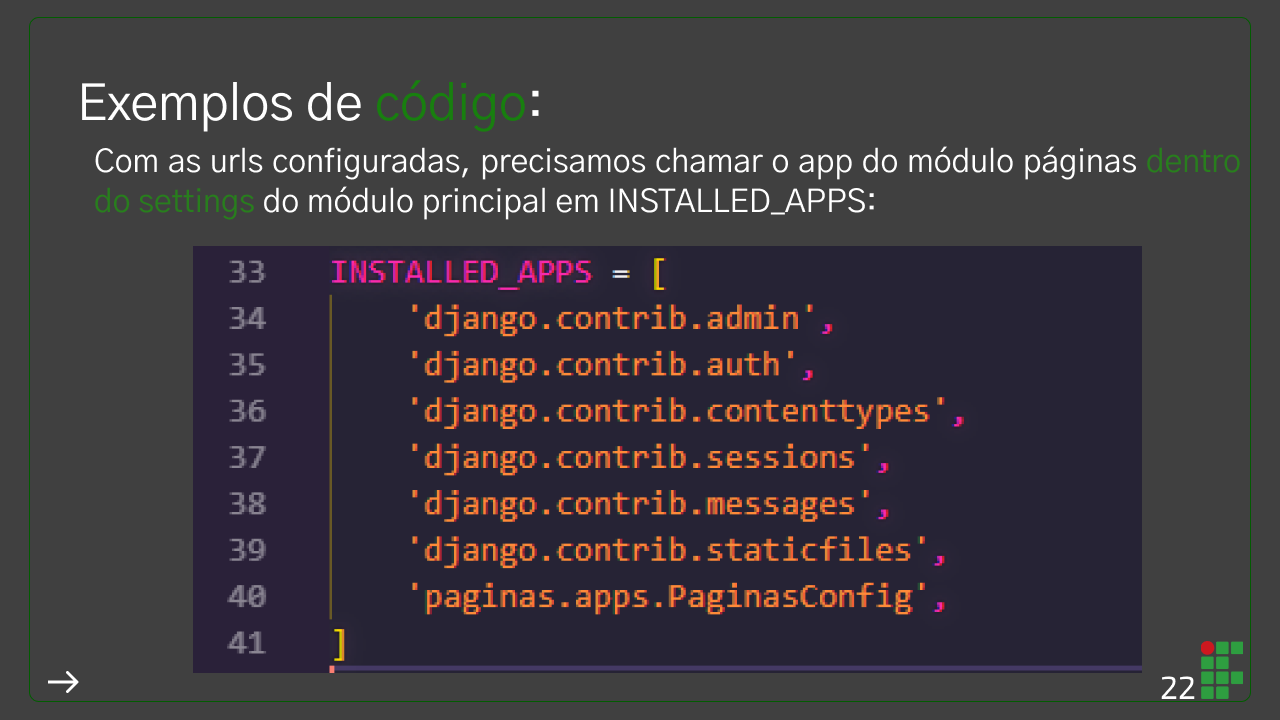 Exemplos de código:
Com as urls configuradas, precisamos chamar o app do módulo páginas dentro
do settings do módulo principal em INSTALLED_APPS:
33 INSTALLED_APPS = [
34 'django.contrib.admin',
35 'django.contrib.auth',
36 'django.contrib.contenttypes',
37 'django.contrib.sessions',
38 'django.contrib.messages',
39 'django.contrib.staticfiles',
40 'paginas.apps.PaginasConfig',
41 ]
22